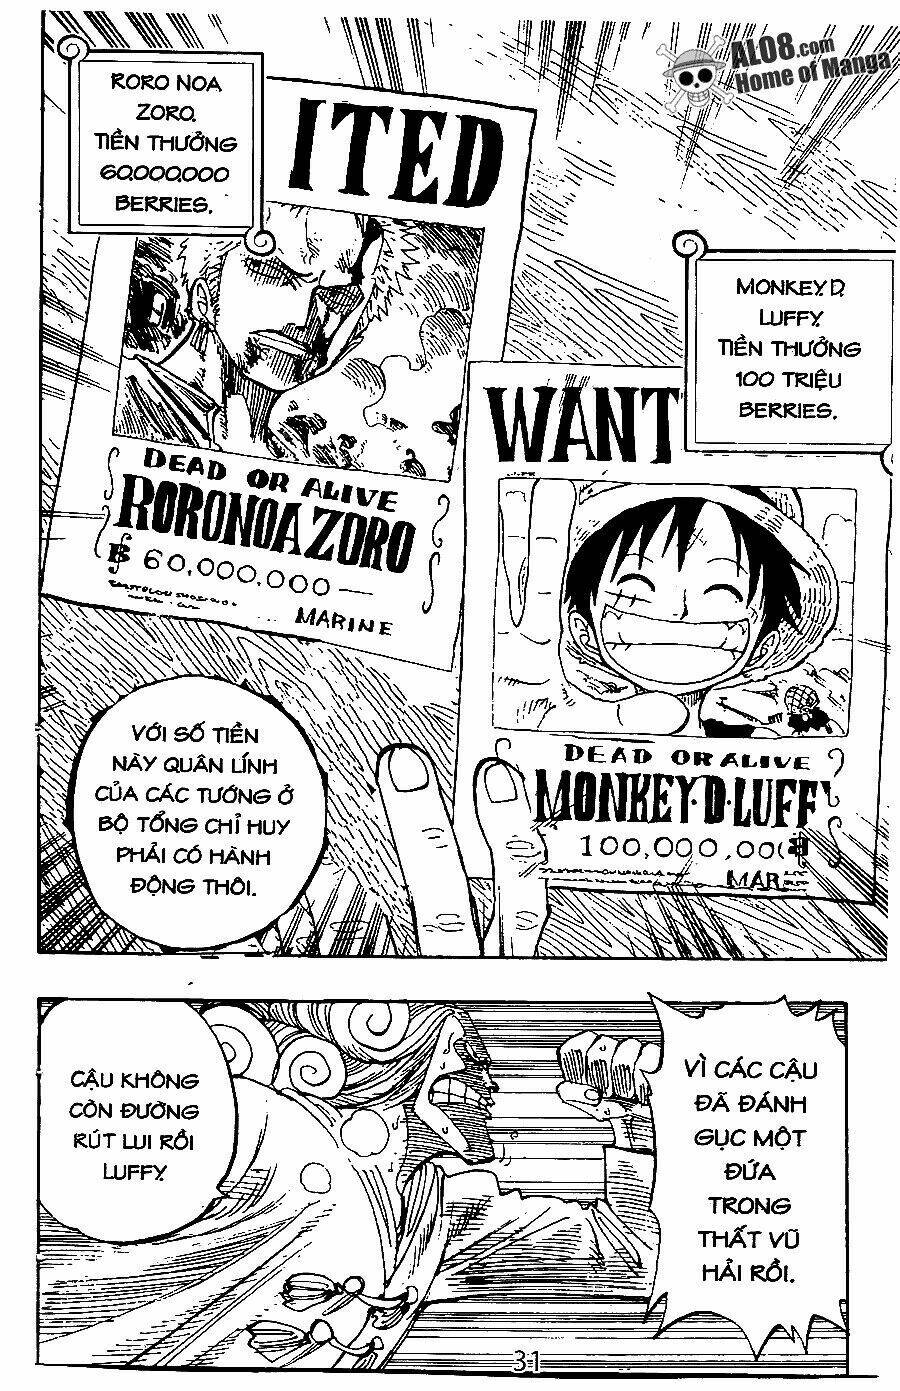 AL08.com
Home of Manga
RORO NOA
ZORO.
TIỀN THƯỞNG
60.000.000
BERRIES.
ITED
MONKEY D.
LUFFY.
TIỀN THƯỞNG
100 TRIỆU
BERRIES.
WANT
DEAD OR ALIVE
RORONOA ZORO
60,000,000—
MARINE
VỚI SỐ TIỀN
NÀY QUÂN LÍNH
CỦA CÁC TƯỚNG Ở
BỘ TỔNG CHỈ HUY
PHẢI CÓ HÀNH
ĐỘNG THÔI.
DEAD OR ALIVE
MONKEY·D·LUFFY
100,000,00
MAR
VÌ CÁC CẬU
ĐÃ ĐÁNH
GỤC MỘT
ĐỨA
TRONG
THẤT VŨ
HẢI RỒI.
CẬU KHÔNG
CÒN ĐƯỜNG
RÚT LUI RỒI
LUFFY.
31